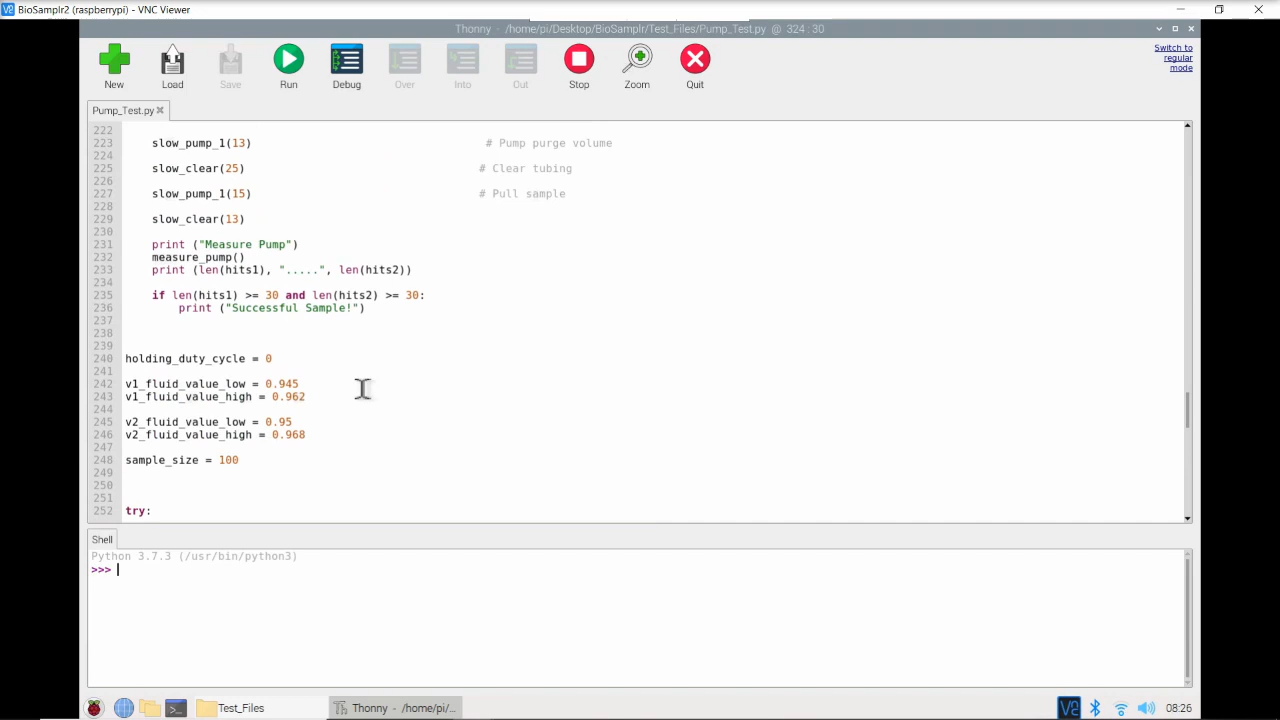 BioSamplr2 (raspberrypi) - VNC Viewer
Thonny - /home/pi/Desktop/BioSamplr/Test_Files/Pump_Test.py @ 324 : 30
New
Load
Save
Run
Debug
Over
Into
Out
Stop
Zoom
Quit
Switch to
regular
mode
Pump_Test.py
222
223 slow_pump_1(13) # Pump purge volume
224
225 slow_clear(25) # Clear tubing
226
227 slow_pump_1(15) # Pull sample
228
229 slow_clear(13)
230
231 print ("Measure Pump")
232 measure_pump()
233 print (len(hits1), ".....", len(hits2))
234
235 if len(hits1) >= 30 and len(hits2) >= 30:
236 print ("Successful Sample!")
237
238
239
240 holding_duty_cycle = 0
241
242 v1_fluid_value_low = 0.945
243 v1_fluid_value_high = 0.962
244
245 v2_fluid_value_low = 0.95
246 v2_fluid_value_high = 0.968
247
248 sample_size = 100
249
250
251
252 try:
Shell
Python 3.7.3 (/usr/bin/python3)
>>>
Test_Files
Thonny - /home/pi/...
08:26